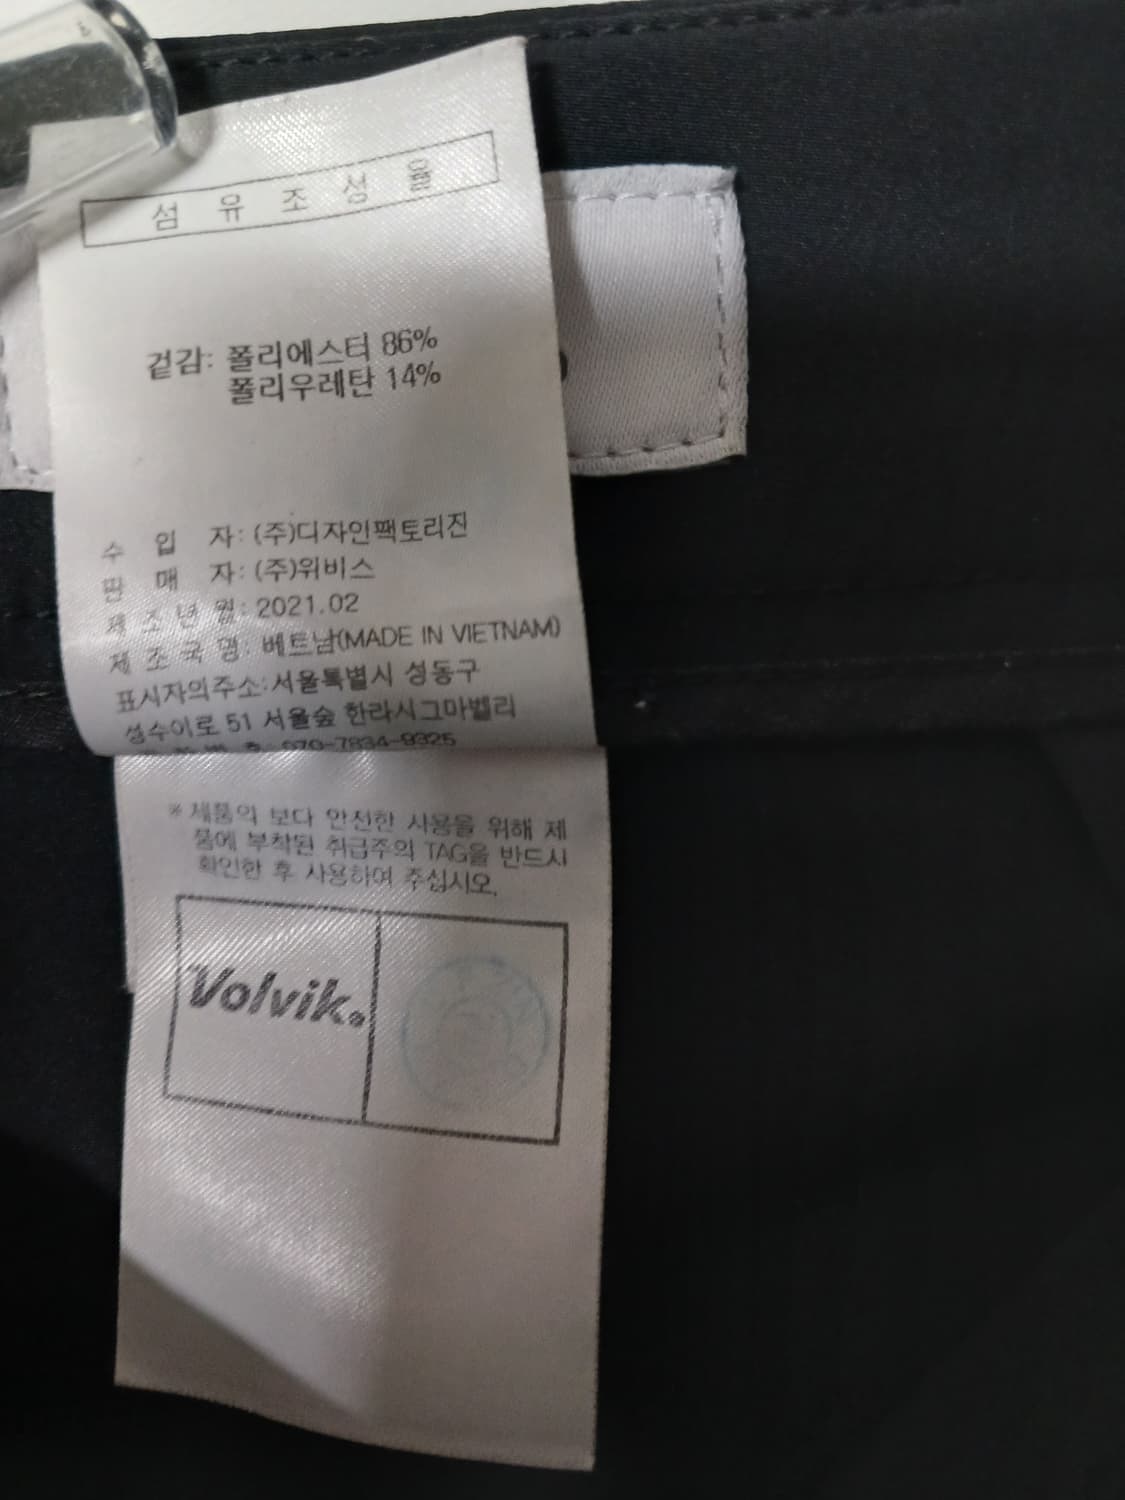 섬 유 조 성 율
겉감: 폴리에스터 86%
폴리우레탄 14%
수 입 자: (주)디자인팩토리진
판 매 자: (주)위비스
제 조 년 월: 2021.02
제 조 국 명: 베트남(MADE IN VIETNAM)
표시자의주소:서울특별시 성동구
성수이로 51 서울숲 한라시그마밸리
호: 070-7834-9325
* 제품의 보다 안전한 사용을 위해 제
품에 부착된 취급주의 TAG을 반드시
확인한 후 사용하여 주십시오.
Volvik.